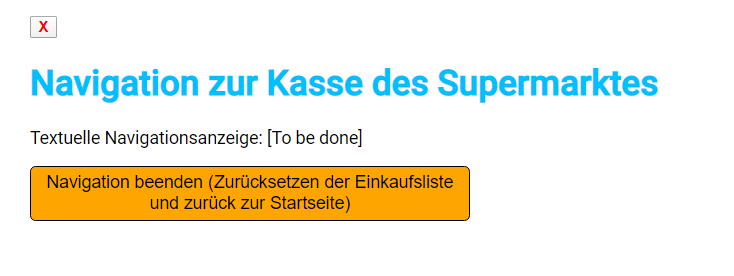 X
Navigation zur Kasse des Supermarktes
Textuelle Navigationsanzeige: [To be done]
Navigation beenden (Zurücksetzen der Einkaufsliste
und zurück zur Startseite)